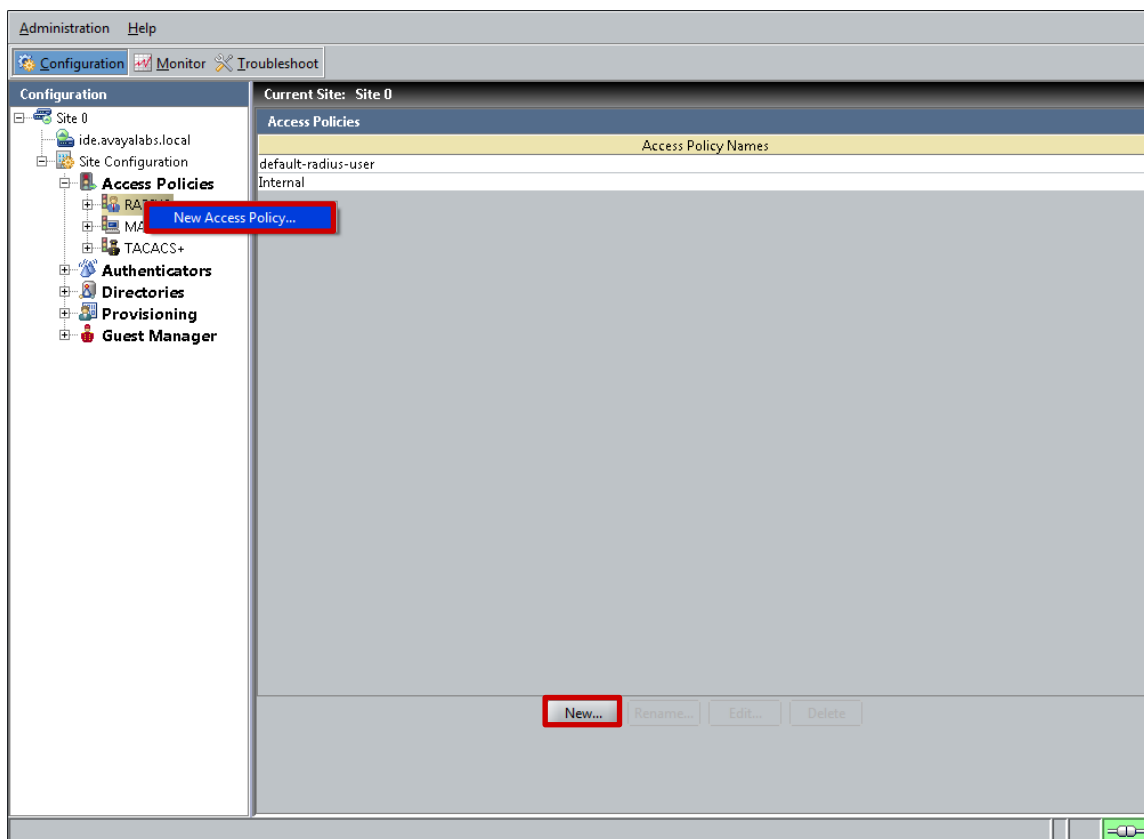 Administration Help
Configuration Monitor Troubleshoot
Configuration
Site 0
ide.avayalabs.local
Site Configuration
Access Policies
New Access Policy...
TACACS+
Authenticators
Directories
Provisioning
Guest Manager
Current Site: Site 0
Access Policies
Access Policy Names
default-radius-user
Internal
New... Rename... Edit... Delete